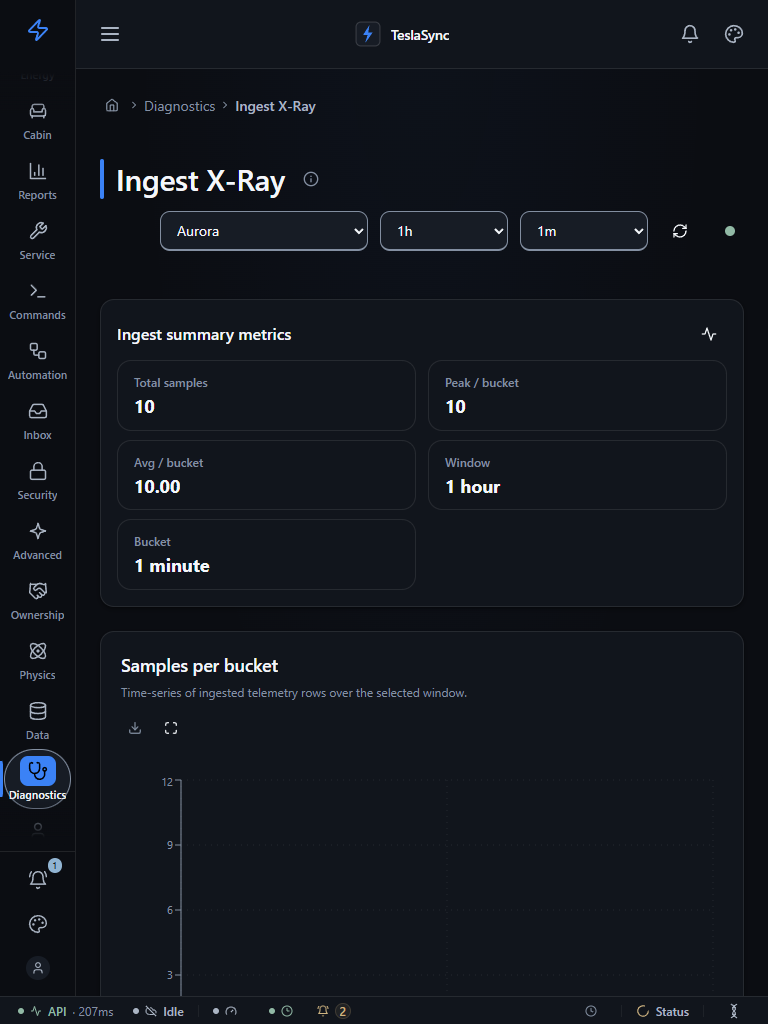 TeslaSync
Energy
Cabin
Reports
Service
Commands
Automation
Inbox
Security
Advanced
Ownership
Physics
Data
Diagnostics
1
Diagnostics
Ingest X-Ray
Ingest X-Ray
Aurora
1h
1m
Ingest summary metrics
Total samples
10
Peak / bucket
10
Avg / bucket
10.00
Window
1 hour
Bucket
1 minute
Samples per bucket
Time-series of ingested telemetry rows over the selected window.
12
9
6
3
API · 207ms
Idle
2
Status